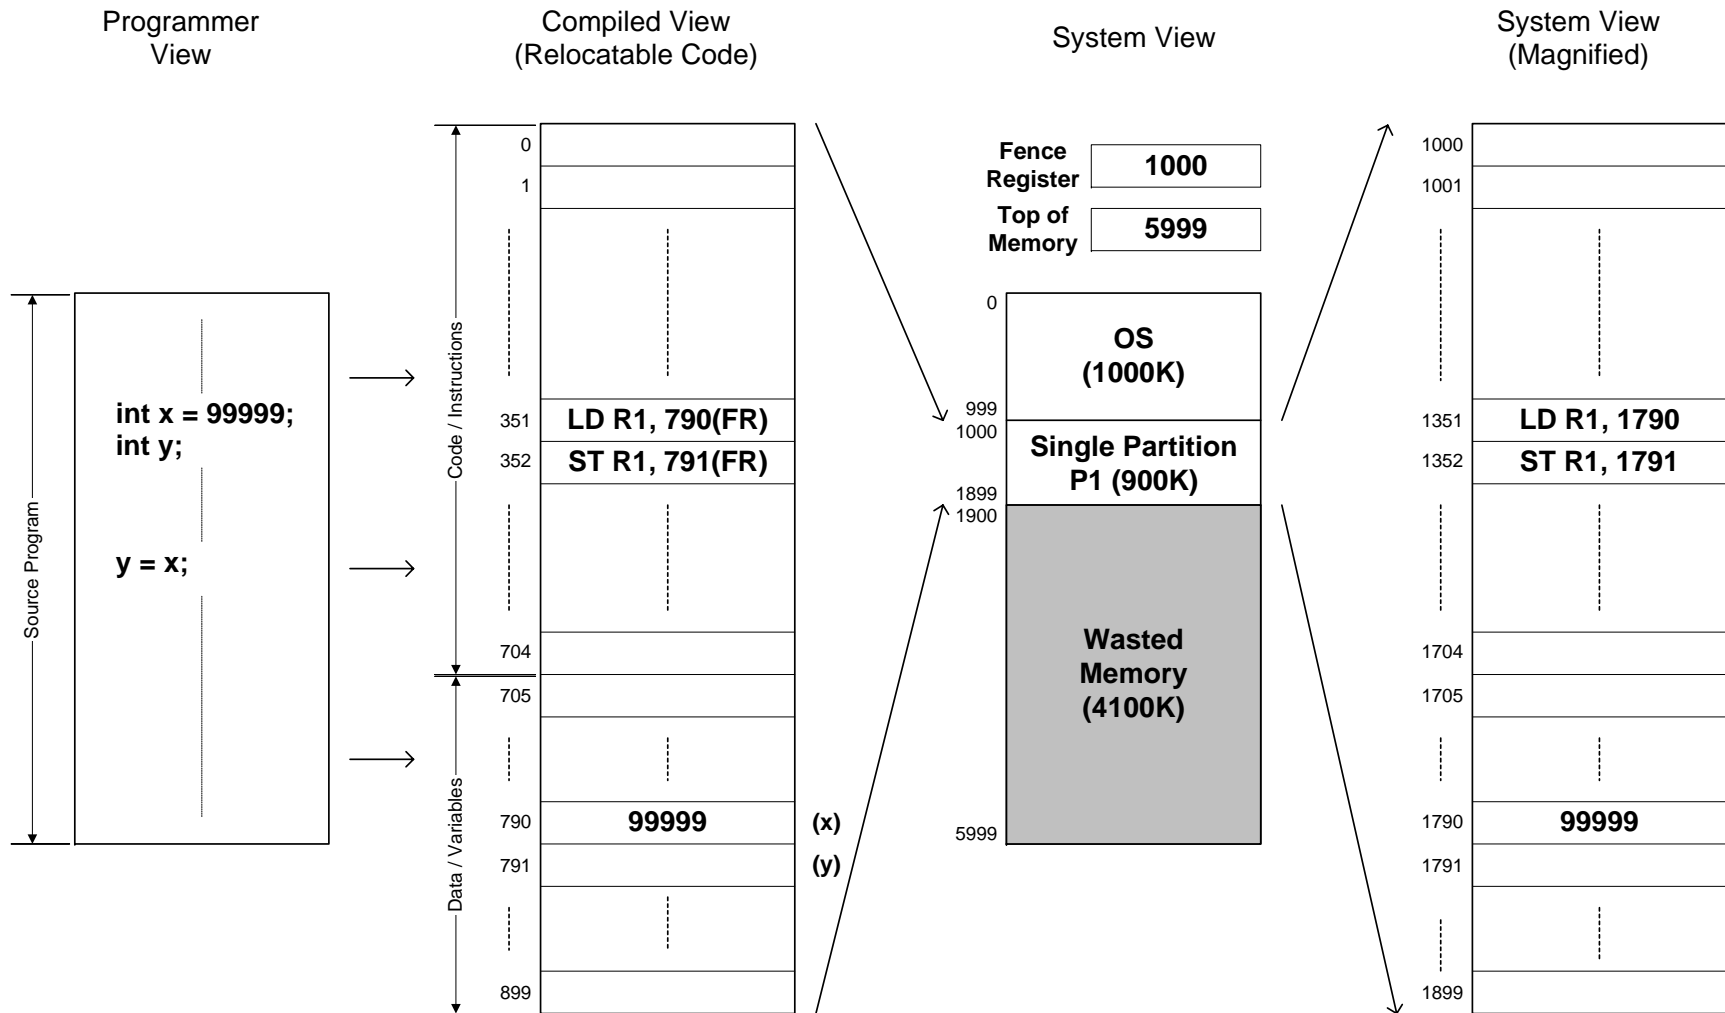 Programmer
View
Compiled View
(Relocatable Code)
System View
System View
(Magnified)
Source Program
int x = 99999;
int y;
y = x;
Code / Instructions
Data / Variables
0
1
351
LD R1, 790(FR)
352
ST R1, 791(FR)
704
705
790
99999
(x)
791
(y)
899
Fence
Register
1000
Top of
Memory
5999
0
OS
(1000K)
999
1000
Single Partition
P1 (900K)
1899
1900
Wasted
Memory
(4100K)
5999
1000
1001
1351
LD R1, 1790
1352
ST R1, 1791
1704
1705
1790
99999
1791
1899